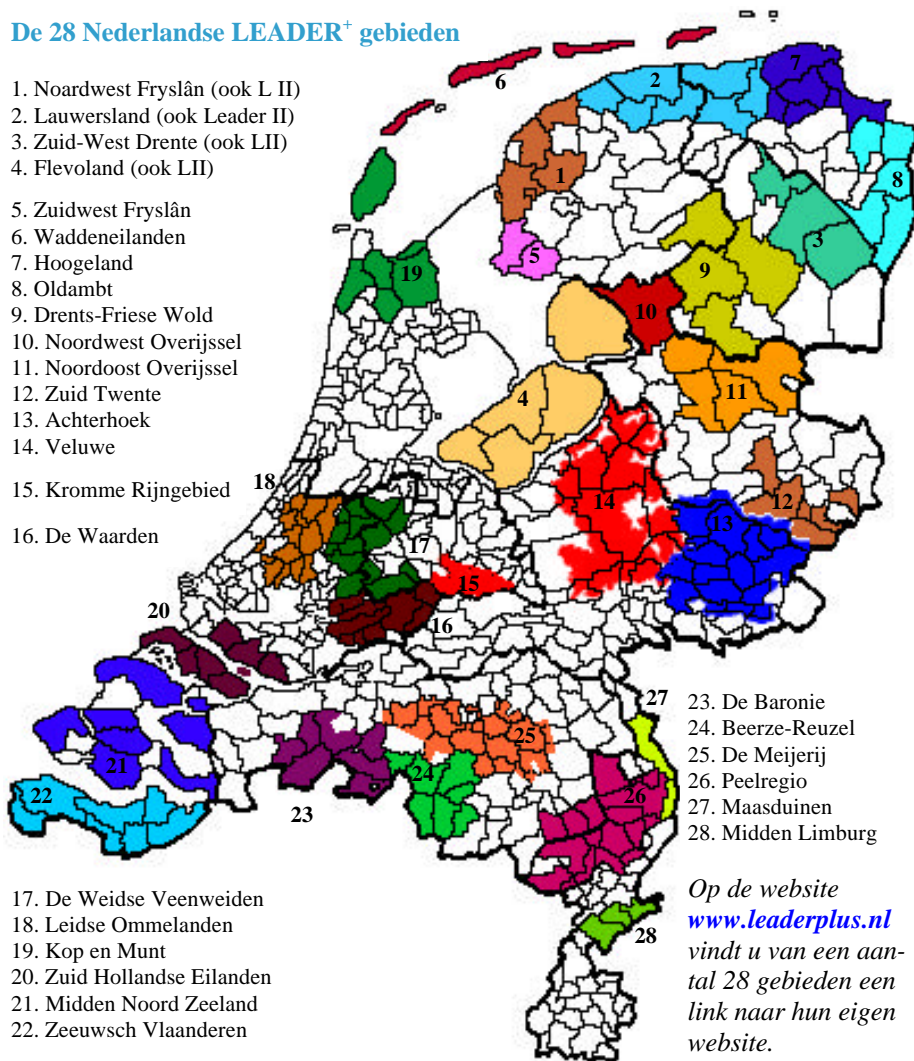 De 28 Nederlandse LEADER+ gebieden
1. Noardwest Fryslân (ook L II)
2. Lauwersland (ook Leader II)
3. Zuid-West Drente (ook LII)
4. Flevoland (ook LII)
5. Zuidwest Fryslân
6. Waddeneilanden
7. Hoogeland
8. Oldambt
9. Drents-Friese Wold
10. Noordwest Overijssel
11. Noordoost Overijssel
12. Zuid Twente
13. Achterhoek
14. Veluwe
15. Kromme Rijngebied
16. De Waarden
6
2
7
1
8
3
5
19
9
10
4
11
18
14
12
13
17
15
20
16
27
25
21
24
26
22
23
28
23. De Baronie
24. Beerze-Reuzel
25. De Meijerij
26. Peelregio
27. Maasduinen
28. Midden Limburg
17. De Weidse Veenweiden
18. Leidse Ommelanden
19. Kop en Munt
20. Zuid Hollandse Eilanden
21. Midden Noord Zeeland
22. Zeeuwsch Vlaanderen
Op de website
www.leaderplus.nl
vindt u van een aan-
tal 28 gebieden een
link naar hun eigen
website.